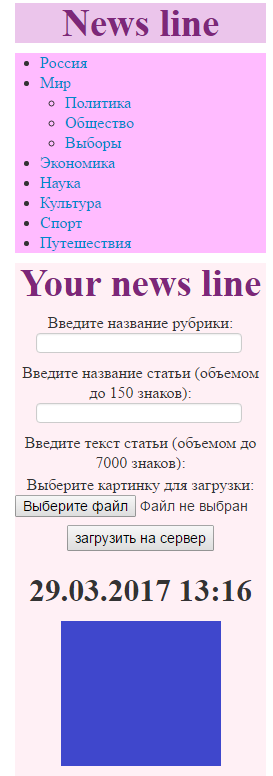 News line
Россия
Мир
Политика
Общество
Выборы
Экономика
Наука
Культура
Спорт
Путешествия
Your news line
Введите название рубрики:
Введите название статьи (объемом
до 150 знаков):
Введите текст статьи (объемом до
7000 знаков):
Выберите картинку для загрузки:
Выберите файл Файл не выбран
загрузить на сервер
29.03.2017 13:16